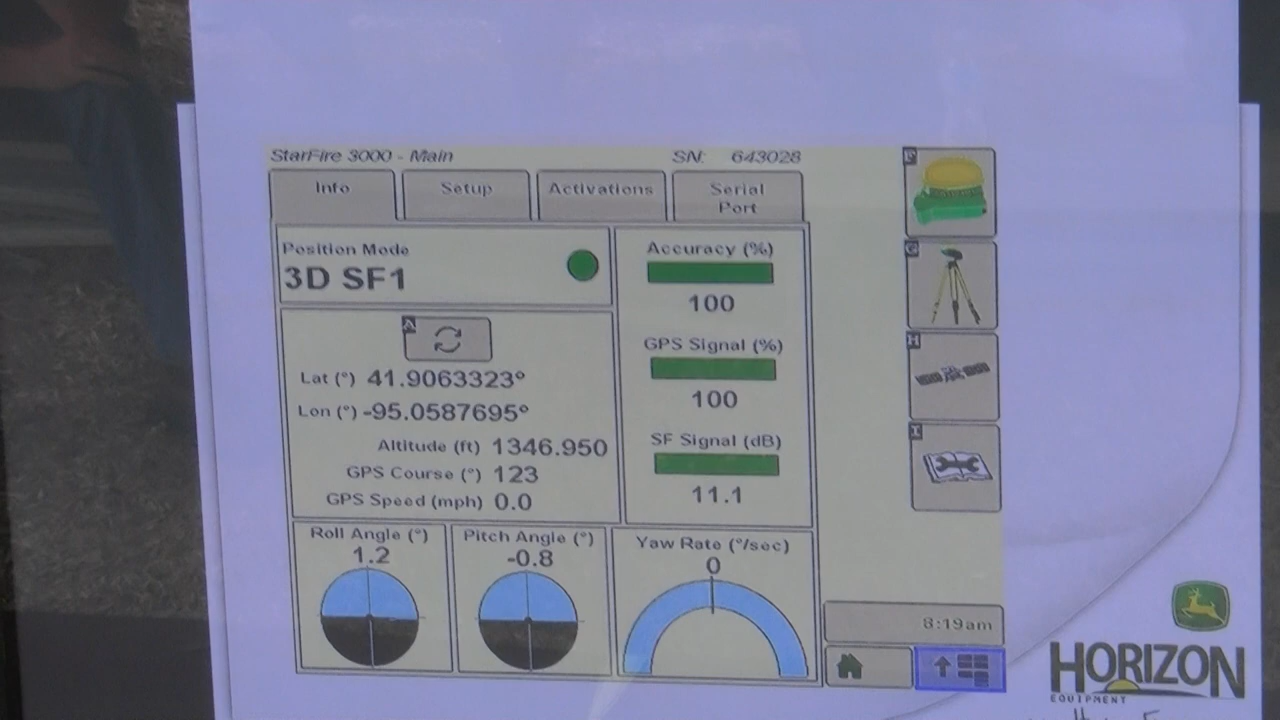 StarFire 3000 - Main
SN: 643028
Info
Setup
Activations
Serial
Port
Position Mode
3D SF1
A
Lat (°) 41.9063323°
Lon (°) -95.0587695°
Altitude (ft) 1346.950
GPS Course (°) 123
GPS Speed (mph) 0.0
Accuracy (%)
100
GPS Signal (%)
100
SF Signal (dB)
11.1
Roll Angle (°)
1.2
Pitch Angle (°)
-0.8
Yaw Rate (°/sec)
0
F
G
H
I
8:19am
HORIZON
EQUIPMENT